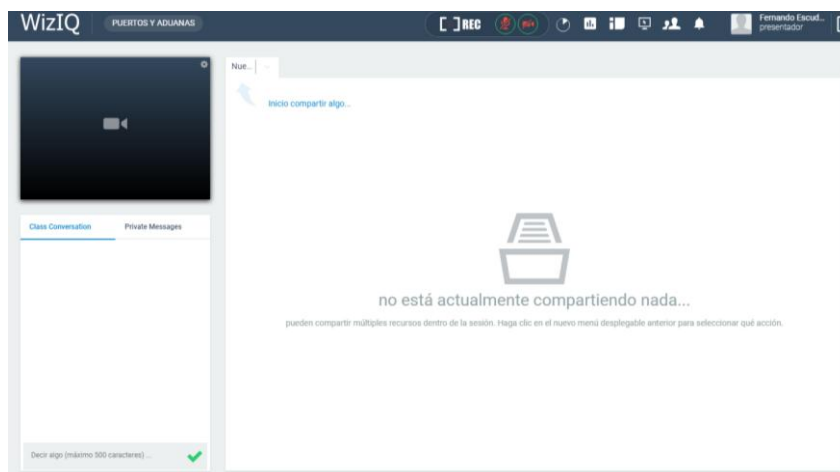 WizIQ
PUERTOS Y ADUANAS
[ ]REC
Fernando Escud...
presentador
Nue...
Inicio compartir algo...
Class Conversation
Private Messages
no está actualmente compartiendo nada...
pueden compartir múltiples recursos dentro de la sesión. Haga clic en el nuevo menú desplegable anterior para seleccionar qué acción.
Decir algo (máximo 500 caracteres) ...